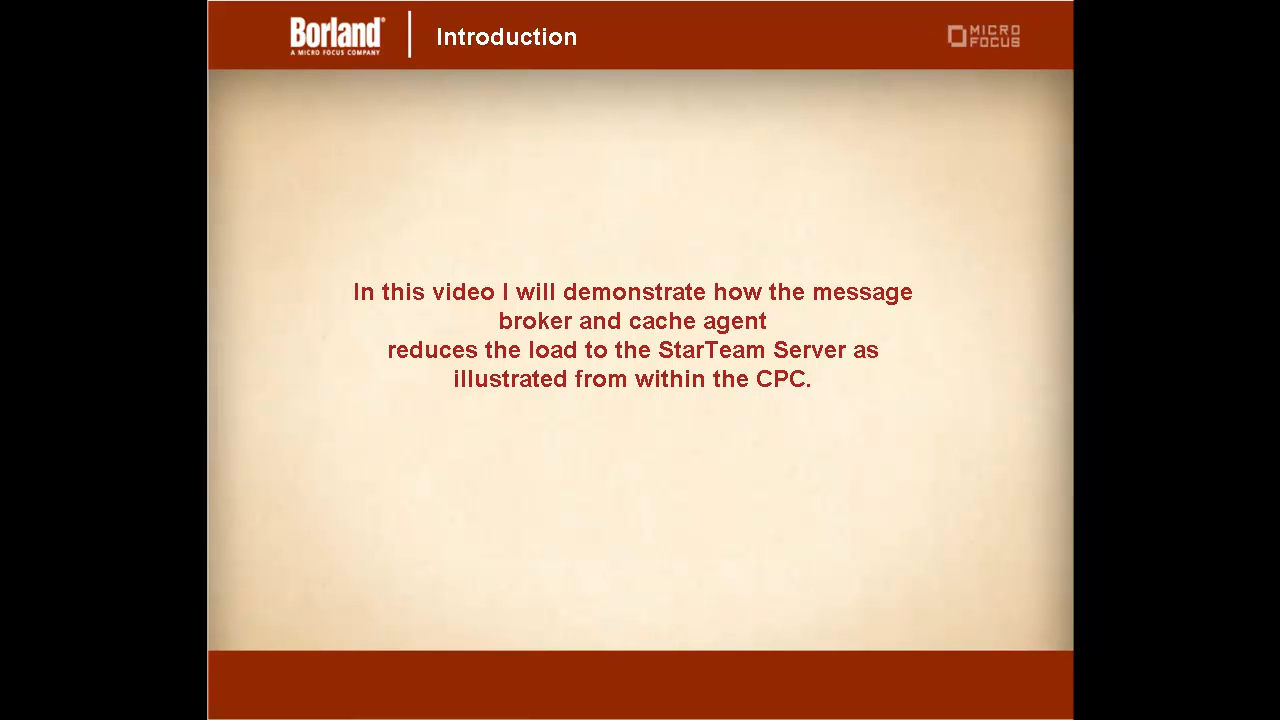 Borland®
A MICRO FOCUS COMPANY
Introduction
MICRO
FOCUS
In this video I will demonstrate how the message
broker and cache agent
reduces the load to the StarTeam Server as
illustrated from within the CPC.